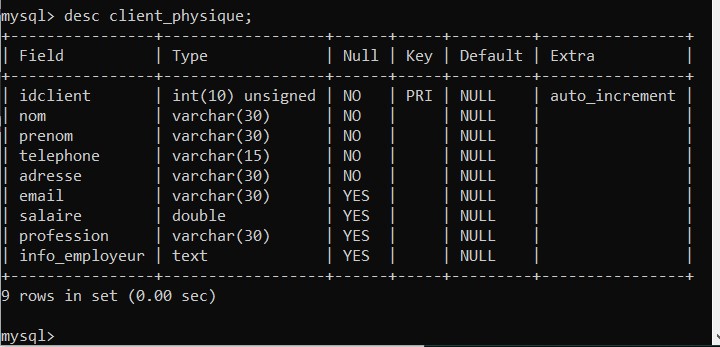 mysql> desc client_physique;
+----------------+------------------+------+-----+---------+----------------+
| Field          | Type             | Null | Key | Default | Extra          |
+----------------+------------------+------+-----+---------+----------------+
| idclient       | int(10) unsigned | NO   | PRI | NULL    | auto_increment |
| nom            | varchar(30)      | NO   |     | NULL    |                |
| prenom         | varchar(30)      | NO   |     | NULL    |                |
| telephone      | varchar(15)      | NO   |     | NULL    |                |
| adresse        | varchar(30)      | NO   |     | NULL    |                |
| email          | varchar(30)      | YES  |     | NULL    |                |
| salaire        | double           | YES  |     | NULL    |                |
| profession     | varchar(30)      | YES  |     | NULL    |                |
| info_employeur | text             | YES  |     | NULL    |                |
+----------------+------------------+------+-----+---------+----------------+
9 rows in set (0.00 sec)
mysql>